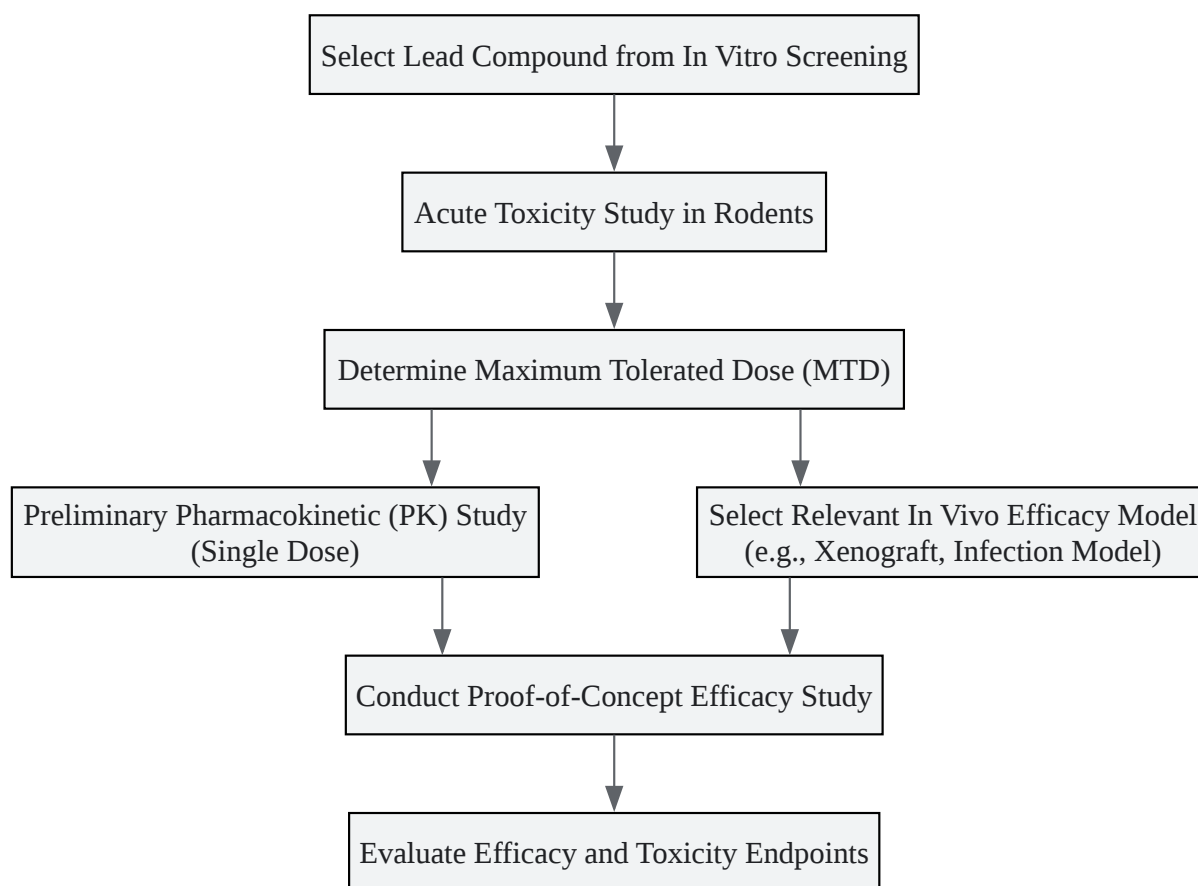 Select Lead Compound from In Vitro Screening
Acute Toxicity Study in Rodents
Determine Maximum Tolerated Dose (MTD)
Preliminary Pharmacokinetic (PK) Study
(Single Dose)
Select Relevant In Vivo Efficacy Model
(e.g., Xenograft, Infection Model)
Conduct Proof-of-Concept Efficacy Study
Evaluate Efficacy and Toxicity Endpoints